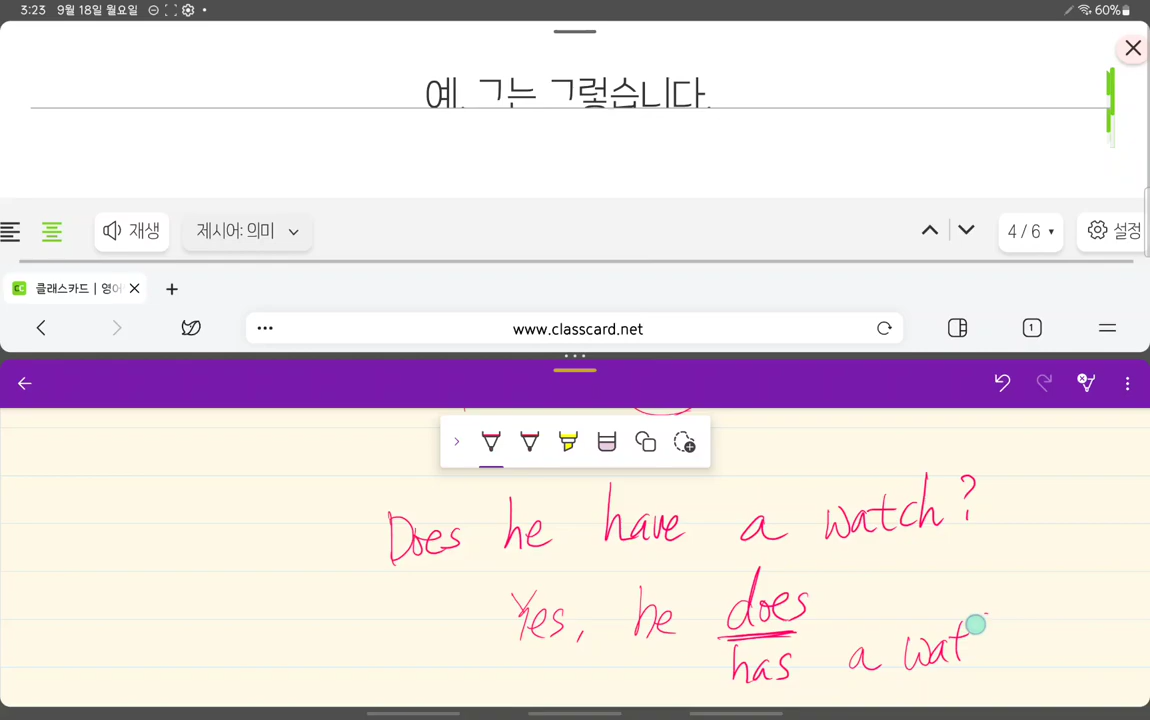 3:23 9월 18일 월요일
60%
예. 그는 그렇습니다.
재생 제시어: 의미 4 / 6 설정
클래스카드 | 영어
www.classcard.net
1
Does he have a watch?
Yes, he does
has a wat